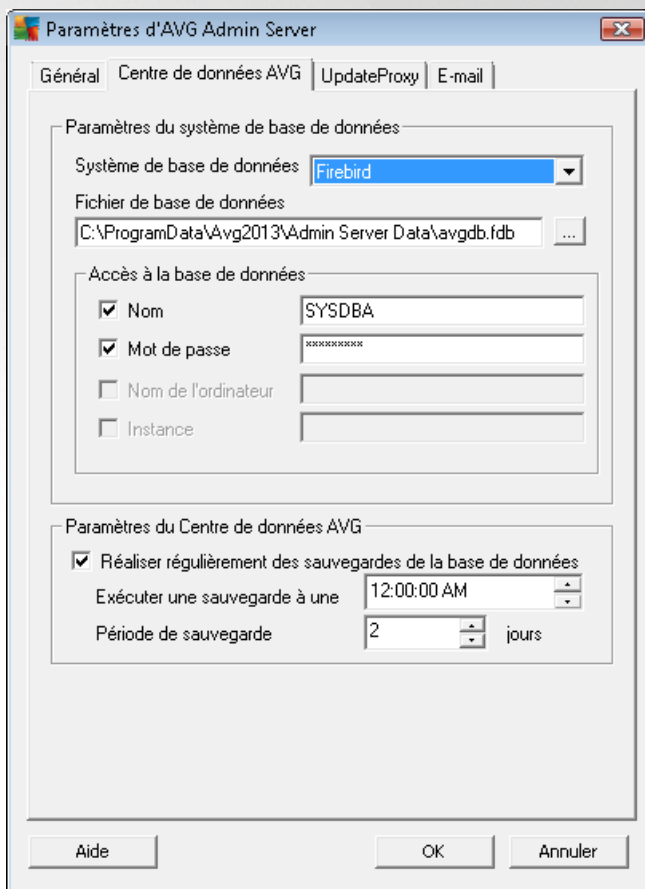 Paramètres d'AVG Admin Server
Général Centre de données AVG UpdateProxy E-mail
Paramètres du système de base de données
Système de base de données Firebird
Fichier de base de données
C:\ProgramData\Avg2013\Admin Server Data\avgdb.fdb ...
Accès à la base de données
Nom SYSDBA
Mot de passe *********
Nom de l'ordinateur
Instance
Paramètres du Centre de données AVG
Réaliser régulièrement des sauvegardes de la base de données
Exécuter une sauvegarde à une 12:00:00 AM
Période de sauvegarde 2 jours
Aide OK Annuler